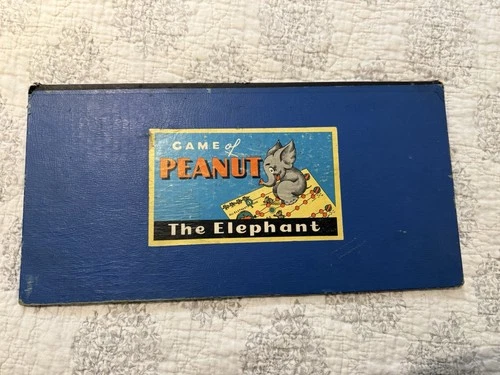 GAME of
PEANUT
The Elephant